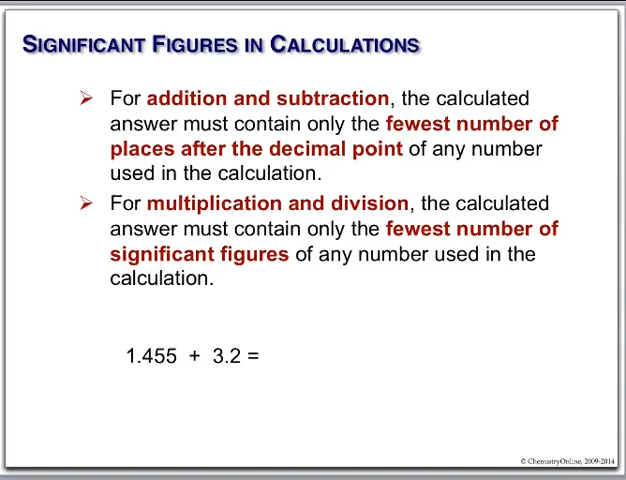 SIGNIFICANT FIGURES IN CALCULATIONS
For addition and subtraction, the calculated
answer must contain only the fewest number of
places after the decimal point of any number
used in the calculation.
For multiplication and division, the calculated
answer must contain only the fewest number of
significant figures of any number used in the
calculation.
1.455 + 3.2 =
© ChemistryOnline, 2009-2014